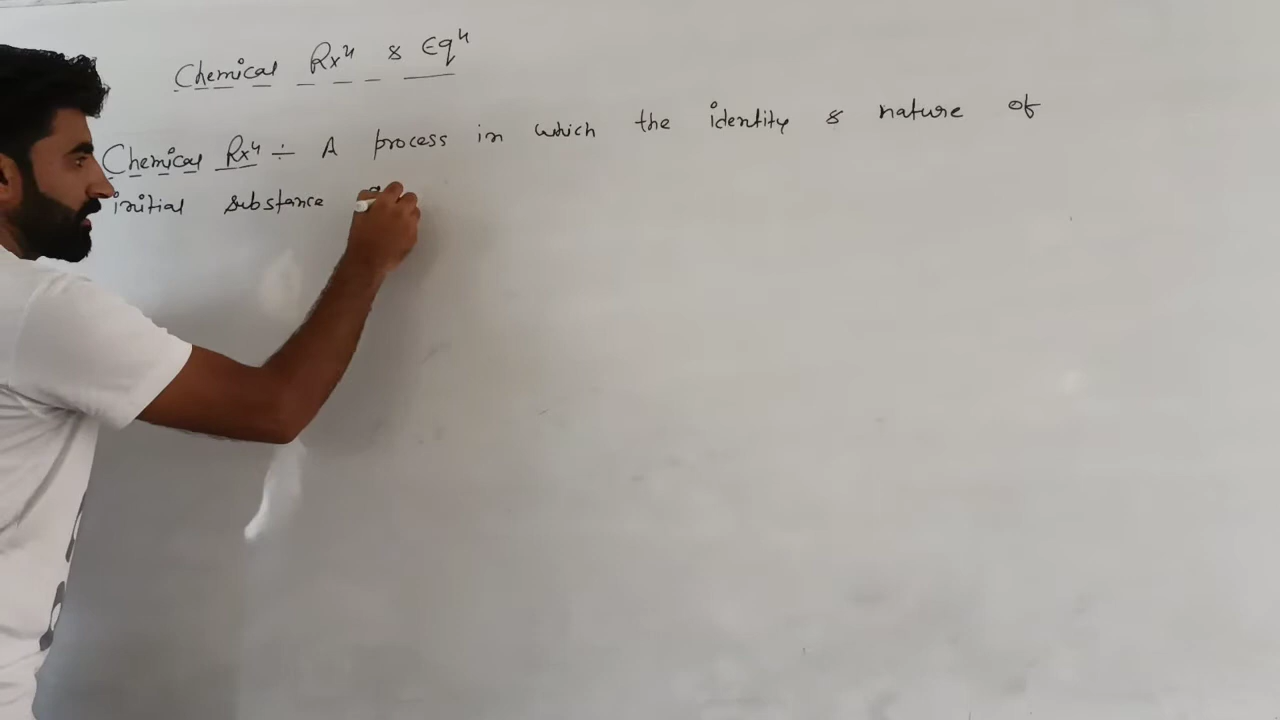 Chemical Rxⁿ & Eqⁿ
Chemical Rxⁿ ÷ A process in which the identity & nature of
initial substance